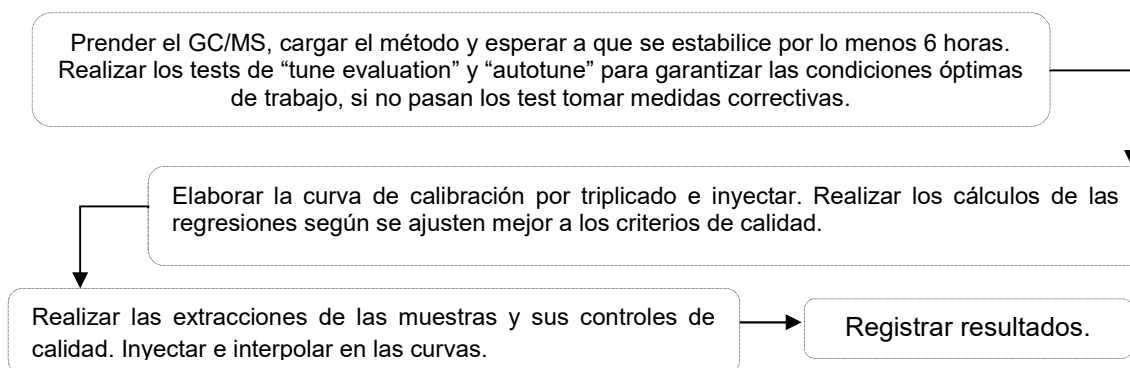 Prender el GC/MS, cargar el método y esperar a que se estabilice por lo menos 6 horas.
Realizar los tests de “tune evaluation” y “autotune” para garantizar las condiciones óptimas
de trabajo, si no pasan los test tomar medidas correctivas.
Elaborar la curva de calibración por triplicado e inyectar. Realizar los cálculos de las
regresiones según se ajusten mejor a los criterios de calidad.
Realizar las extracciones de las muestras y sus controles de
calidad. Inyectar e interpolar en las curvas.
Registrar resultados.